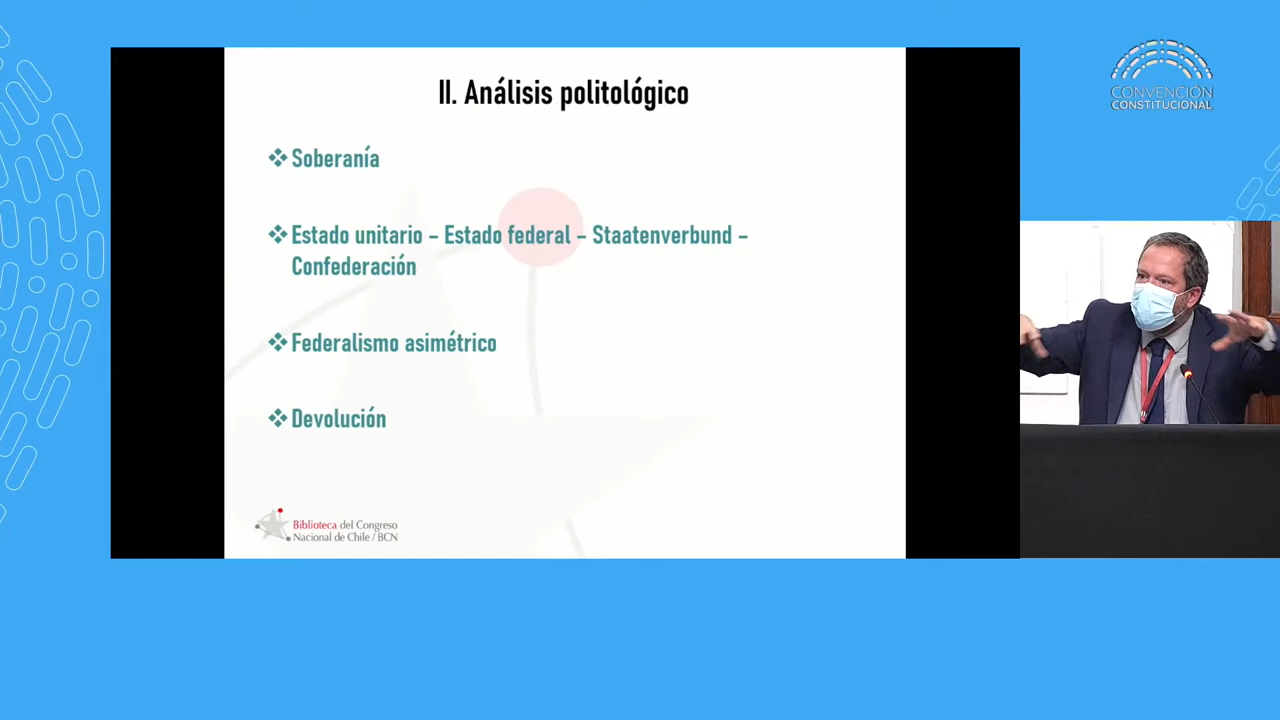 II. Análisis politológico
❖ Soberanía
❖ Estado unitario – Estado federal – Staatenverbund –
Confederación
❖ Federalismo asimétrico
❖ Devolución
Biblioteca del Congreso
Nacional de Chile / BCN
CONVENCIÓN
CONSTITUCIONAL